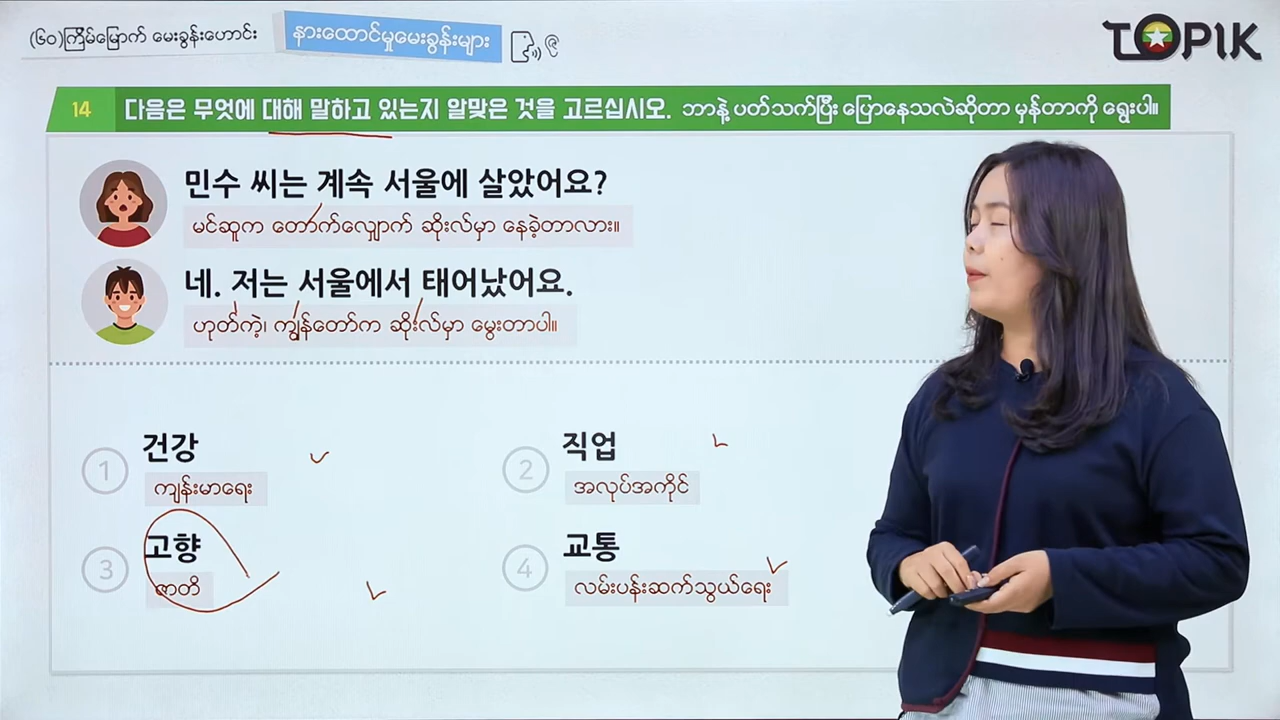 (၆၀)ကြိမ်မြောက် မေးခွန်းဟောင်း နားထောင်မှုမေးခွန်းများ
TOPIK
14 다음은 무엇에 대해 말하고 있는지 알맞은 것을 고르십시오. ဘာနဲ့ ပတ်သက်ပြီး ပြောနေသလဲဆိုတာ မှန်တာကို ရွေးပါ။
민수 씨는 계속 서울에 살았어요?
မင်ဆူက တောက်လျှောက် ဆိုးလ်မှာ နေခဲ့တာလား။
네. 저는 서울에서 태어났어요.
ဟုတ်ကဲ့၊ ကျွန်တော်က ဆိုးလ်မှာ မွေးတာပါ။
1 건강
ကျန်းမာရေး
2 직업
အလုပ်အကိုင်
3 고향
ဇာတိ
4 교통
လမ်းပန်းဆက်သွယ်ရေး